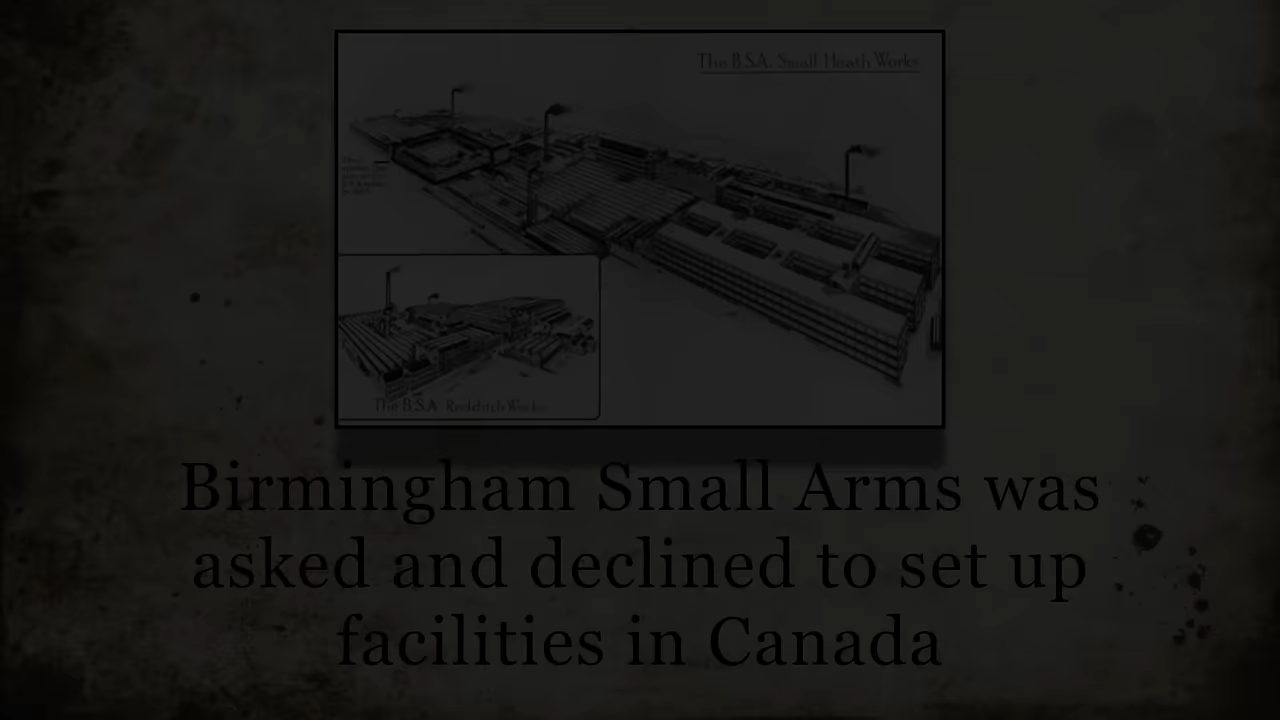 The B.S.A. Small Heath Works
The B.S.A. Redditch Works
Birmingham Small Arms was
asked and declined to set up
facilities in Canada